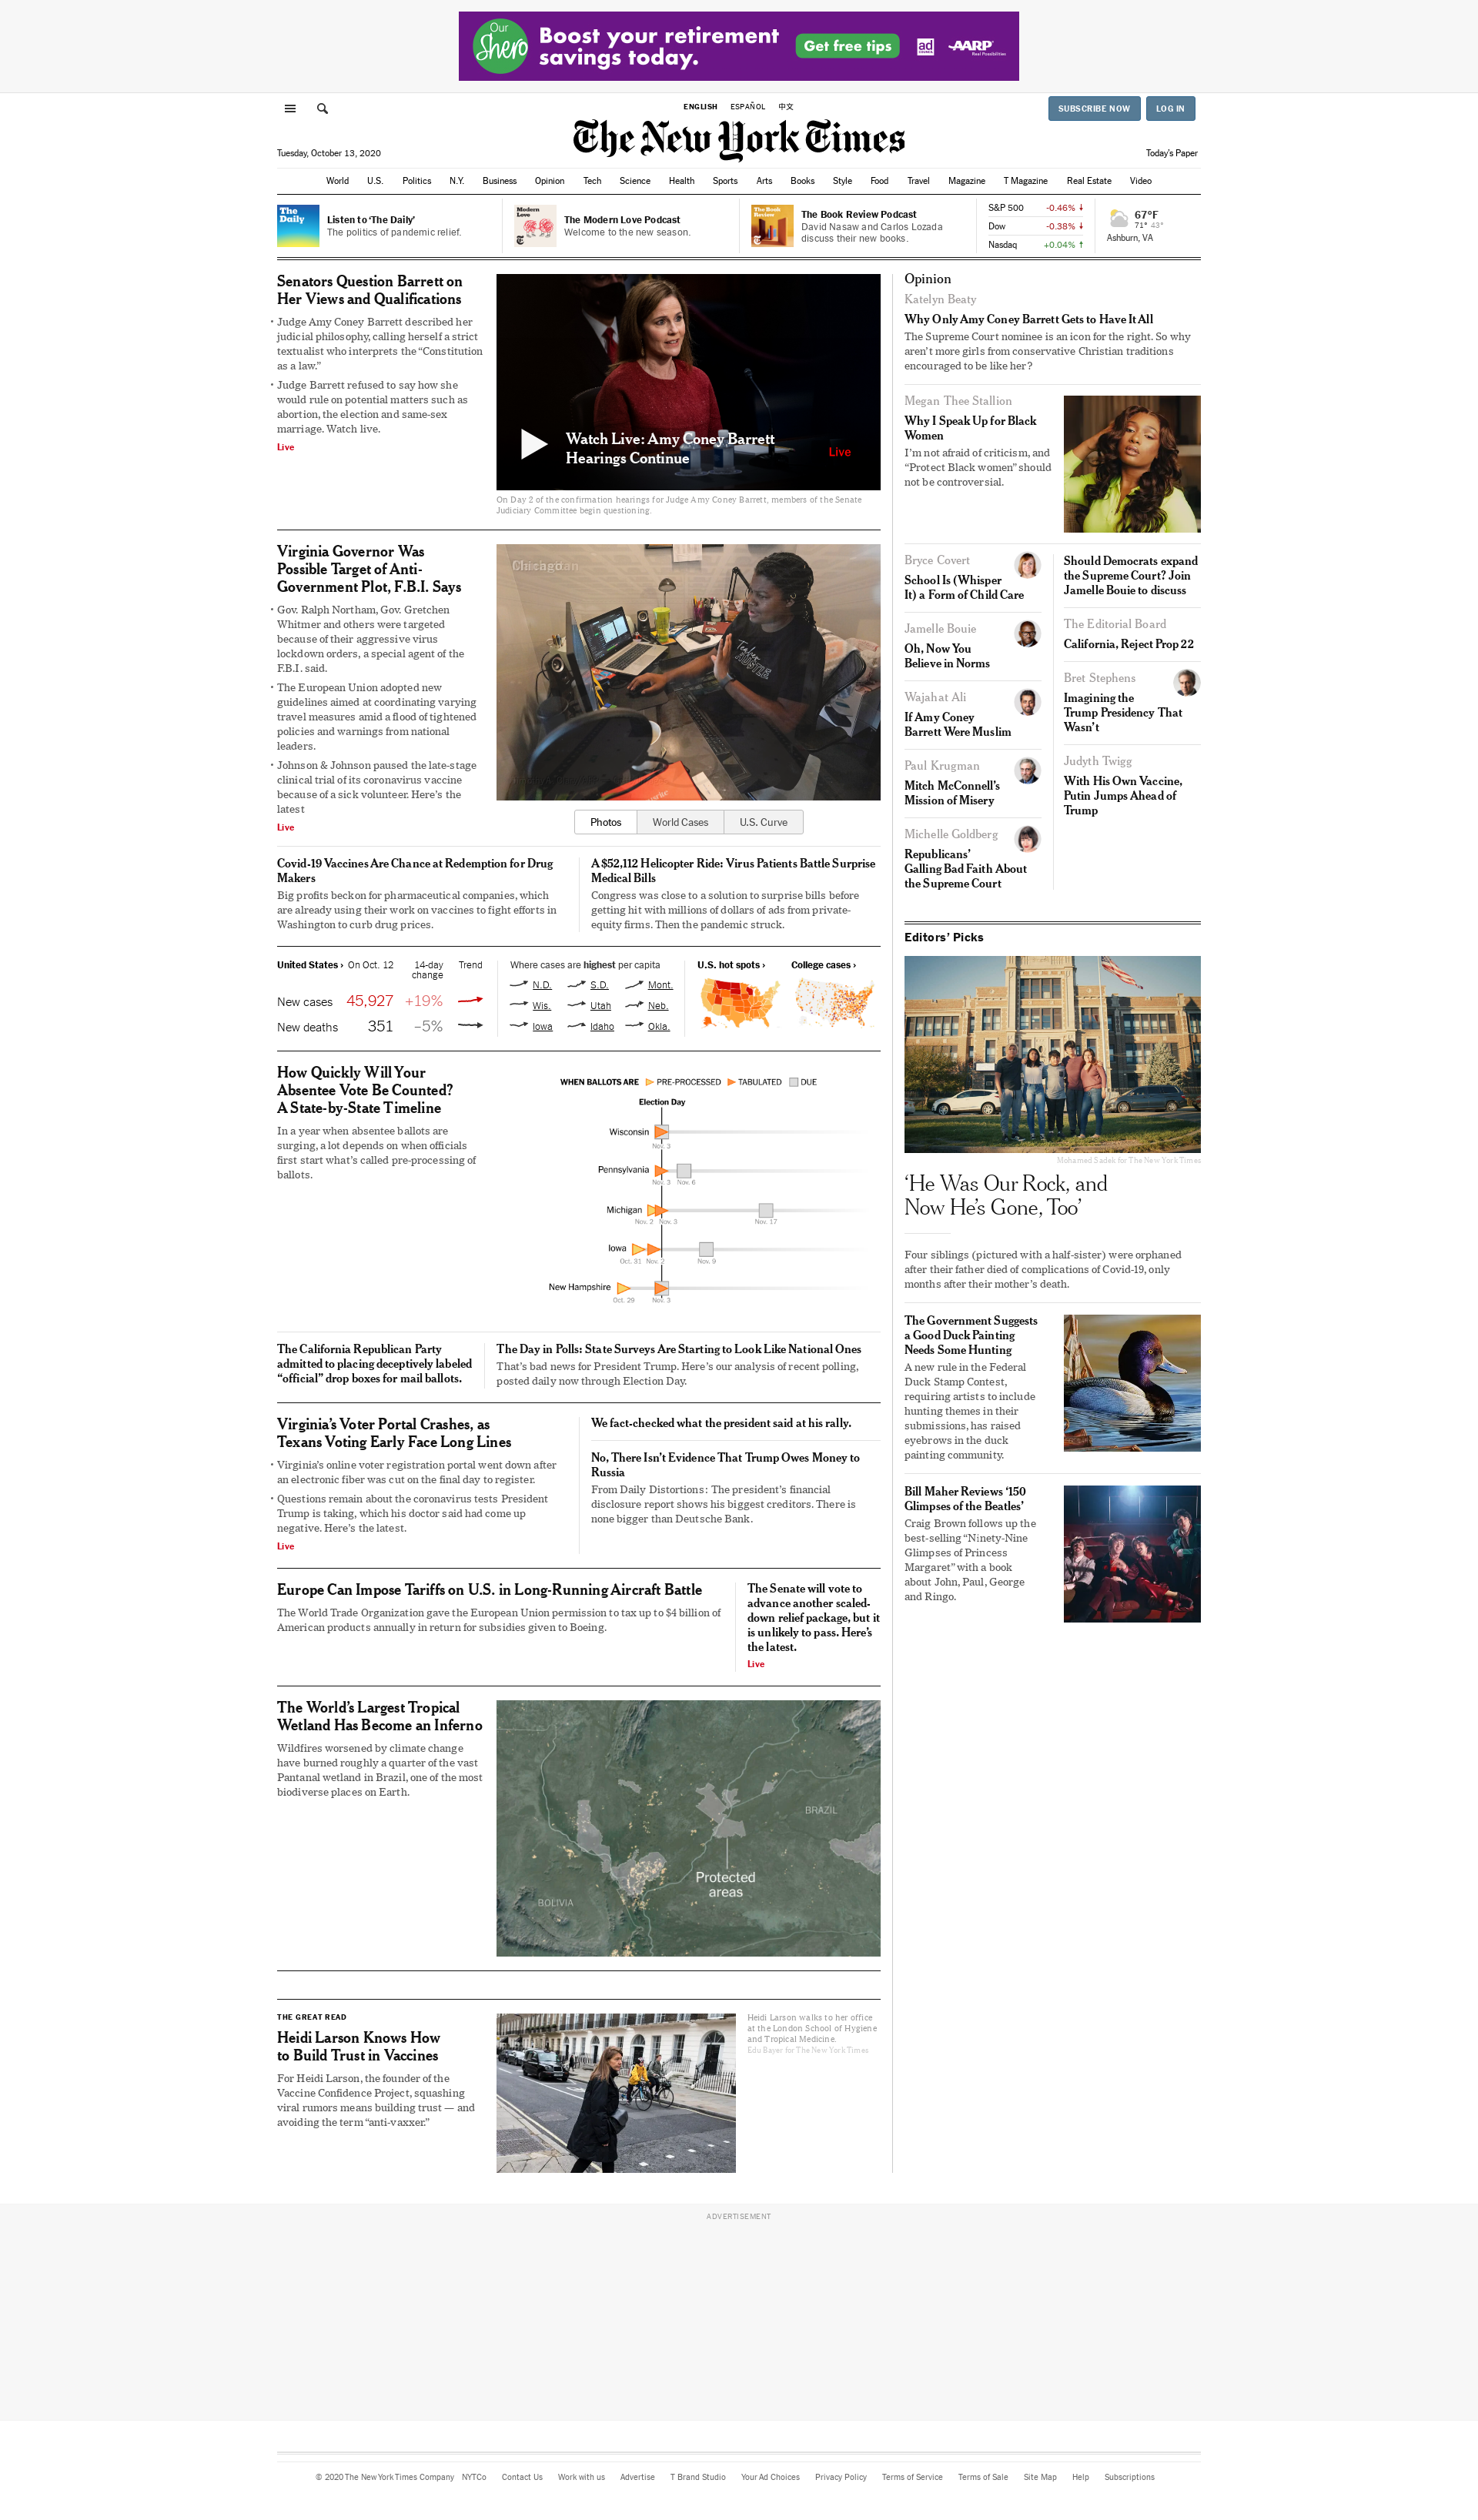 Our
Shero
Boost your retirement
savings today.
Get free tips
ad
AARP
Real Possibilities
ENGLISH ESPAÑOL 中文
SUBSCRIBE NOW LOG IN
The New York Times
Tuesday, October 13, 2020
Today's Paper
World U.S. Politics N.Y. Business Opinion Tech Science Health Sports Arts Books Style Food Travel Magazine T Magazine Real Estate Video
The
Daily
Listen to ‘The Daily’
The politics of pandemic relief.
Modern
Love
The Modern Love Podcast
Welcome to the new season.
The Book
Review
The Book Review Podcast
David Nasaw and Carlos Lozada
discuss their new books.
S&P 500 -0.46%
Dow -0.38%
Nasdaq +0.04%
67°F
71° 43°
Ashburn, VA
Senators Question Barrett on
Her Views and Qualifications
Judge Amy Coney Barrett described her
judicial philosophy, calling herself a strict
textualist who interprets the “Constitution
as a law.”
Judge Barrett refused to say how she
would rule on potential matters such as
abortion, the election and same-sex
marriage. Watch live.
Live
Watch Live: Amy Coney Barrett
Hearings Continue
Live
On Day 2 of the confirmation hearings for Judge Amy Coney Barrett, members of the Senate
Judiciary Committee begin questioning.
Virginia Governor Was
Possible Target of Anti-
Government Plot, F.B.I. Says
Gov. Ralph Northam, Gov. Gretchen
Whitmer and others were targeted
because of their aggressive virus
lockdown orders, a special agent of the
F.B.I. said.
The European Union adopted new
guidelines aimed at coordinating varying
travel measures amid a flood of tightened
policies and warnings from national
leaders.
Johnson & Johnson paused the late-stage
clinical trial of its coronavirus vaccine
because of a sick volunteer. Here’s the
latest
Live
Photos World Cases U.S. Curve
Covid-19 Vaccines Are Chance at Redemption for Drug
Makers
Big profits beckon for pharmaceutical companies, which
are already using their work on vaccines to fight efforts in
Washington to curb drug prices.
A $52,112 Helicopter Ride: Virus Patients Battle Surprise
Medical Bills
Congress was close to a solution to surprise bills before
getting hit with millions of dollars of ads from private-
equity firms. Then the pandemic struck.
United States › On Oct. 12 14-day
change Trend
New cases 45,927 +19%
New deaths 351 –5%
Where cases are highest per capita
N.D. S.D. Mont.
Wis. Utah Neb.
Iowa Idaho Okla.
U.S. hot spots ›
College cases ›
How Quickly Will Your
Absentee Vote Be Counted?
A State-by-State Timeline
In a year when absentee ballots are
surging, a lot depends on when officials
first start what’s called pre-processing of
ballots.
WHEN BALLOTS ARE PRE-PROCESSED TABULATED DUE
Election Day
Wisconsin
Nov. 3
Pennsylvania
Nov. 3 Nov. 6
Michigan
Nov. 2 Nov. 3 Nov. 17
Iowa
Oct. 31 Nov. 2 Nov. 9
New Hampshire
Oct. 29 Nov. 3
The California Republican Party
admitted to placing deceptively labeled
“official” drop boxes for mail ballots.
The Day in Polls: State Surveys Are Starting to Look Like National Ones
That’s bad news for President Trump. Here’s our analysis of recent polling,
posted daily now through Election Day.
Virginia’s Voter Portal Crashes, as
Texans Voting Early Face Long Lines
Virginia’s online voter registration portal went down after
an electronic fiber was cut on the final day to register.
Questions remain about the coronavirus tests President
Trump is taking, which his doctor said had come up
negative. Here’s the latest.
Live
We fact-checked what the president said at his rally.
No, There Isn’t Evidence That Trump Owes Money to
Russia
From Daily Distortions: The president’s financial
disclosure report shows his biggest creditors. There is
none bigger than Deutsche Bank.
Europe Can Impose Tariffs on U.S. in Long-Running Aircraft Battle
The World Trade Organization gave the European Union permission to tax up to $4 billion of
American products annually in return for subsidies given to Boeing.
The Senate will vote to
advance another scaled-
down relief package, but it
is unlikely to pass. Here’s
the latest.
Live
The World’s Largest Tropical
Wetland Has Become an Inferno
Wildfires worsened by climate change
have burned roughly a quarter of the vast
Pantanal wetland in Brazil, one of the most
biodiverse places on Earth.
BRAZIL
Protected
areas
BOLIVIA
THE GREAT READ
Heidi Larson Knows How
to Build Trust in Vaccines
For Heidi Larson, the founder of the
Vaccine Confidence Project, squashing
viral rumors means building trust — and
avoiding the term “anti-vaxxer.”
Heidi Larson walks to her office
at the London School of Hygiene
and Tropical Medicine.
Edu Bayer for The New York Times
Opinion
Katelyn Beaty
Why Only Amy Coney Barrett Gets to Have It All
The Supreme Court nominee is an icon for the right. So why
aren’t more girls from conservative Christian traditions
encouraged to be like her?
Megan Thee Stallion
Why I Speak Up for Black
Women
I’m not afraid of criticism, and
“Protect Black women” should
not be controversial.
Bryce Covert
School Is (Whisper
It) a Form of Child Care
Jamelle Bouie
Oh, Now You
Believe in Norms
Wajahat Ali
If Amy Coney
Barrett Were Muslim
Paul Krugman
Mitch McConnell’s
Mission of Misery
Michelle Goldberg
Republicans’
Galling Bad Faith About
the Supreme Court
Should Democrats expand
the Supreme Court? Join
Jamelle Bouie to discuss
The Editorial Board
California, Reject Prop 22
Bret Stephens
Imagining the
Trump Presidency That
Wasn’t
Judyth Twigg
With His Own Vaccine,
Putin Jumps Ahead of
Trump
Editors’ Picks
Mohamed Sadek for The New York Times
‘He Was Our Rock, and
Now He’s Gone, Too’
Four siblings (pictured with a half-sister) were orphaned
after their father died of complications of Covid-19, only
months after their mother’s death.
The Government Suggests
a Good Duck Painting
Needs Some Hunting
A new rule in the Federal
Duck Stamp Contest,
requiring artists to include
hunting themes in their
submissions, has raised
eyebrows in the duck
painting community.
Bill Maher Reviews ‘150
Glimpses of the Beatles’
Craig Brown follows up the
best-selling “Ninety-Nine
Glimpses of Princess
Margaret” with a book
about John, Paul, George
and Ringo.
ADVERTISEMENT
© 2020 The New York Times Company NYTCo Contact Us Work with us Advertise T Brand Studio Your Ad Choices Privacy Policy Terms of Service Terms of Sale Site Map Help Subscriptions